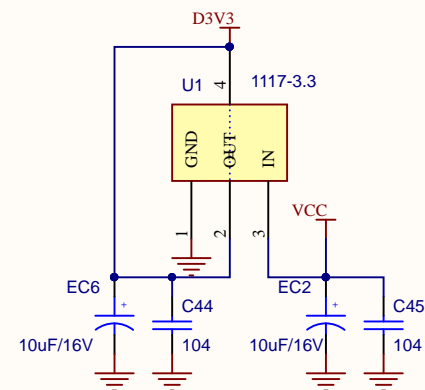 D3V3
U1
1117-3.3
4
GND
OUT
IN
1
2
3
VCC
EC6
+
C44
10uF/16V
104
EC2
+
C45
10uF/16V
104